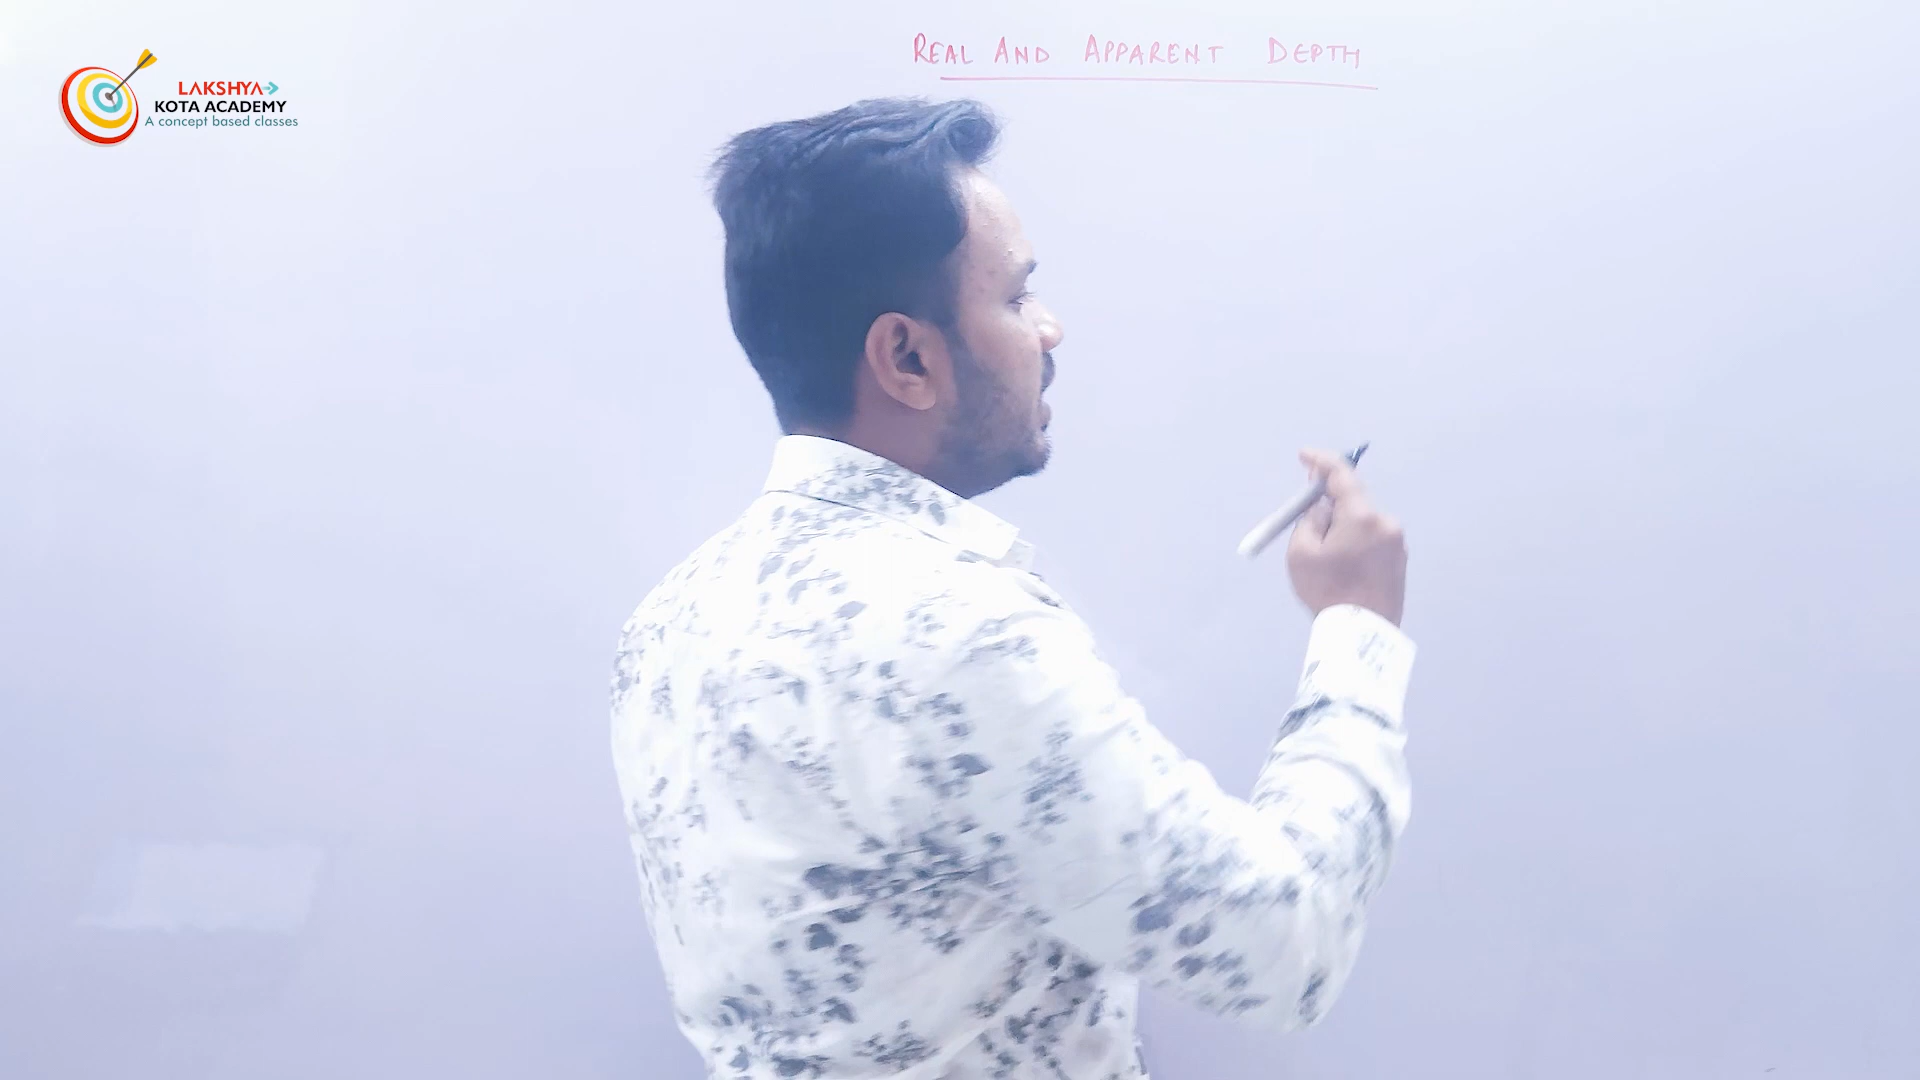 REAL AND APPARENT DEPTH
LAKSHYA
KOTA ACADEMY
A concept based classes